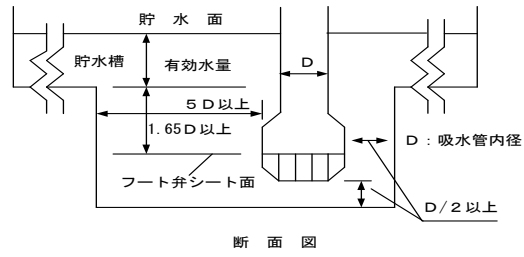 貯水面
D
貯水槽
有効水量
5D以上
1.65D以上
D：吸水管内径
フート弁シート面
D/2以上
断面図